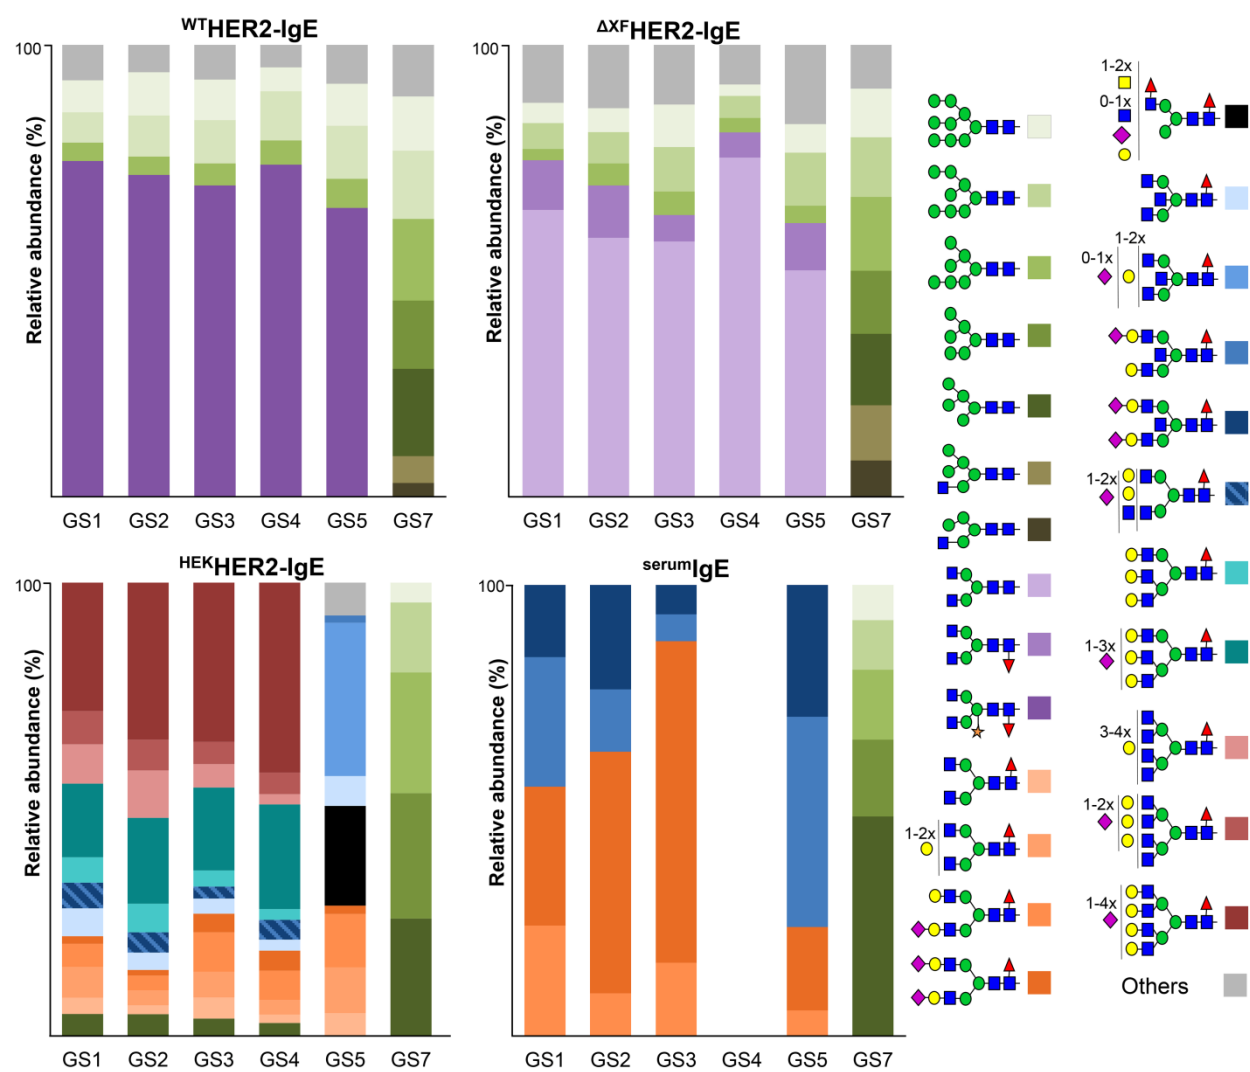 WTHER2-IgE
100
Relative abundance (%)
GS1 GS2 GS3 GS4 GS5 GS7
ΔXFHER2-IgE
100
Relative abundance (%)
GS1 GS2 GS3 GS4 GS5 GS7
HEKHER2-IgE
100
Relative abundance (%)
GS1 GS2 GS3 GS4 GS5 GS7
serumIgE
100
Relative abundance (%)
GS1 GS2 GS3 GS4 GS5 GS7
1-2x
1-2x
0-1x
1-2x
0-1x
1-2x
1-3x
3-4x
1-2x
1-4x
Others